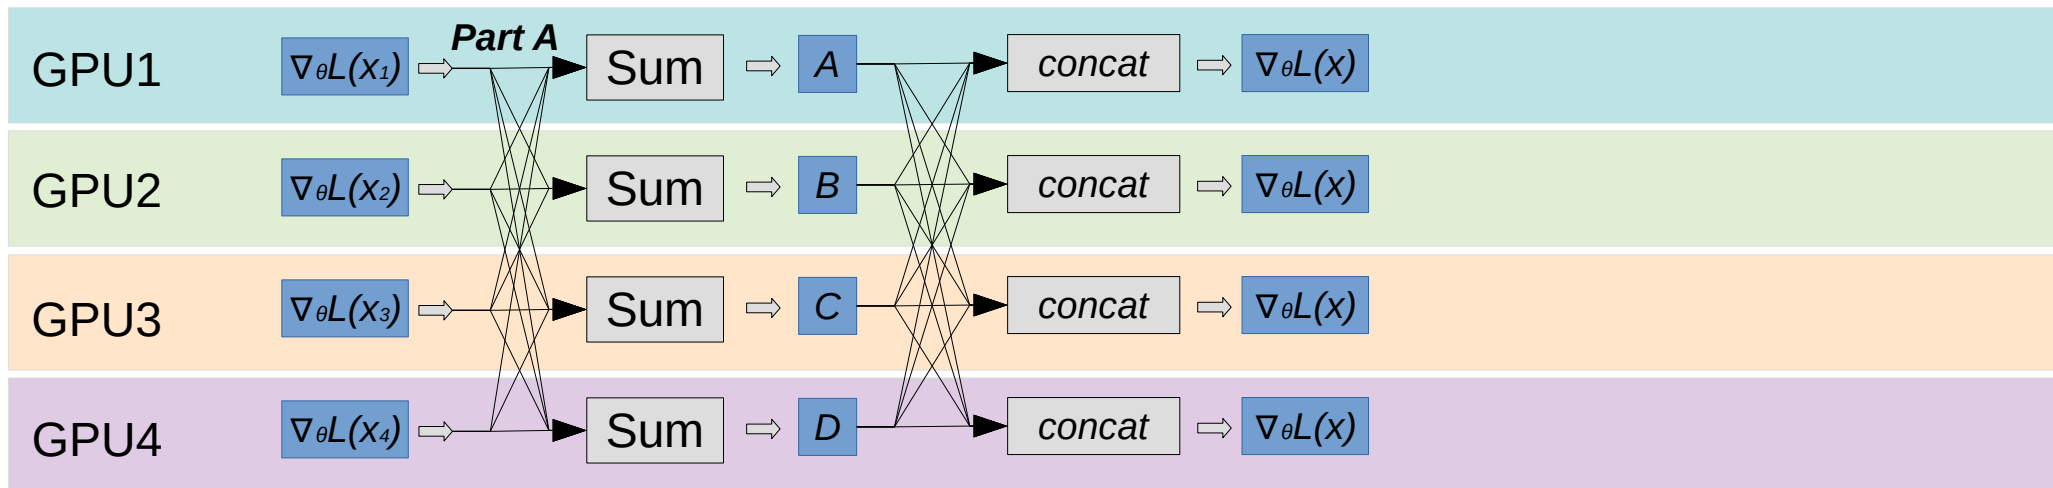 Part A
GPU1 ∇θL(x1) Sum A concat ∇θL(x)
GPU2 ∇θL(x2) Sum B concat ∇θL(x)
GPU3 ∇θL(x3) Sum C concat ∇θL(x)
GPU4 ∇θL(x4) Sum D concat ∇θL(x)